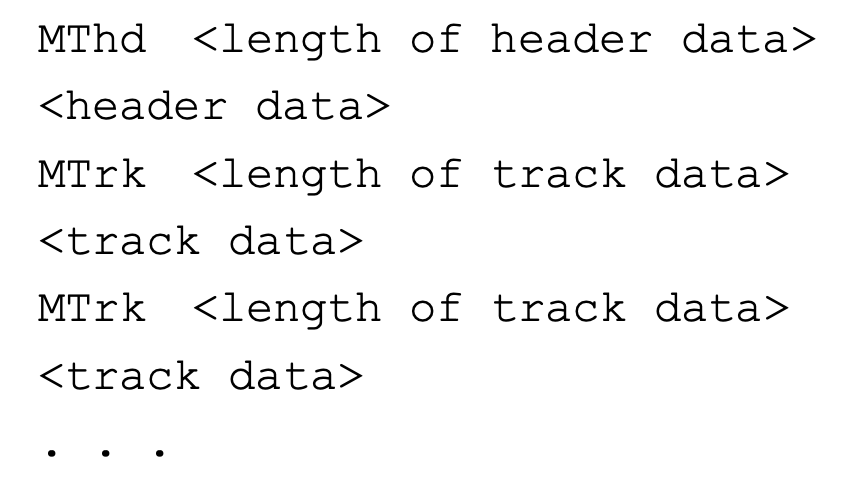 MThd <length of header data>
<header data>
MTrk <length of track data>
<track data>
MTrk <length of track data>
<track data>
. . .